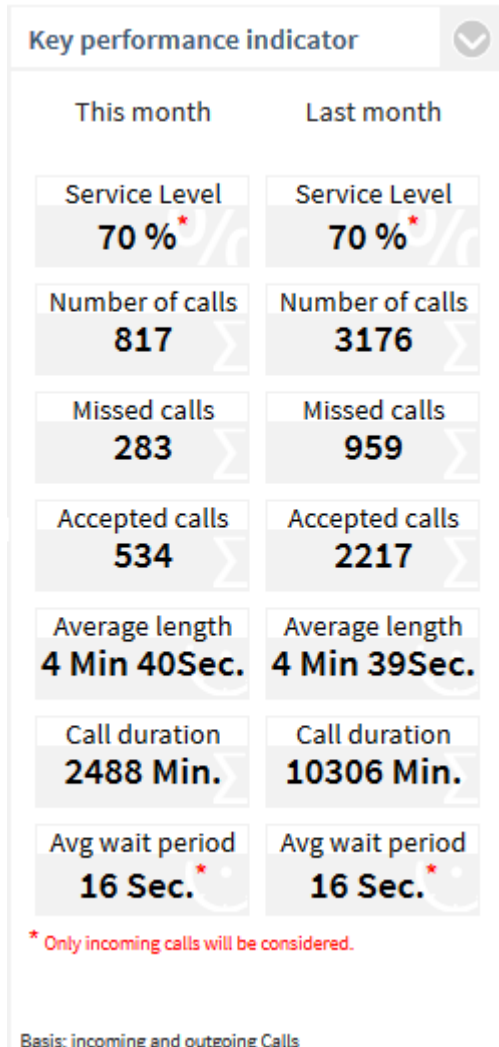 Key performance indicator
This month Last month
Service Level Service Level
70 %* 70 %*
Number of calls Number of calls
817 3176
Missed calls Missed calls
283 959
Accepted calls Accepted calls
534 2217
Average length Average length
4 Min 40Sec. 4 Min 39Sec.
Call duration Call duration
2488 Min. 10306 Min.
Avg wait period Avg wait period
16 Sec.* 16 Sec.*
* Only incoming calls will be considered.
Basis: incoming and outgoing Calls